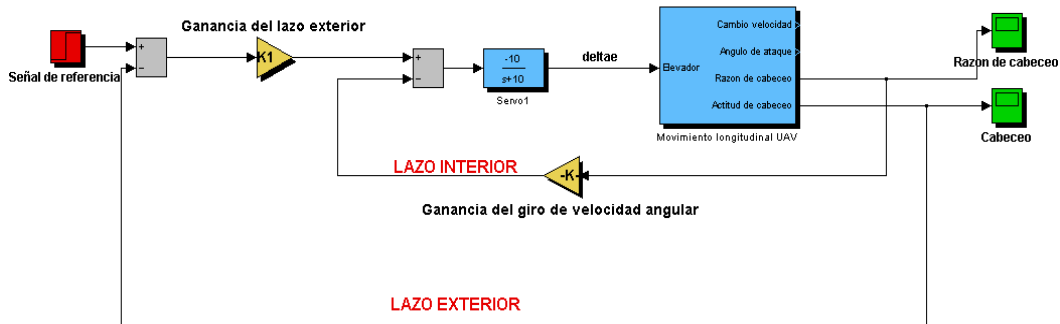 Ganancia del lazo exterior
Señal de referencia
+
−
K1
+
−
-10
s+10
Servo1
deltae
Elevador
Cambio velocidad
Angulo de ataque
Razon de cabeceo
Actitud de cabeceo
Movimiento longitudinal UAV
Razon de cabeceo
Cabeceo
LAZO INTERIOR
-K-
Ganancia del giro de velocidad angular
LAZO EXTERIOR